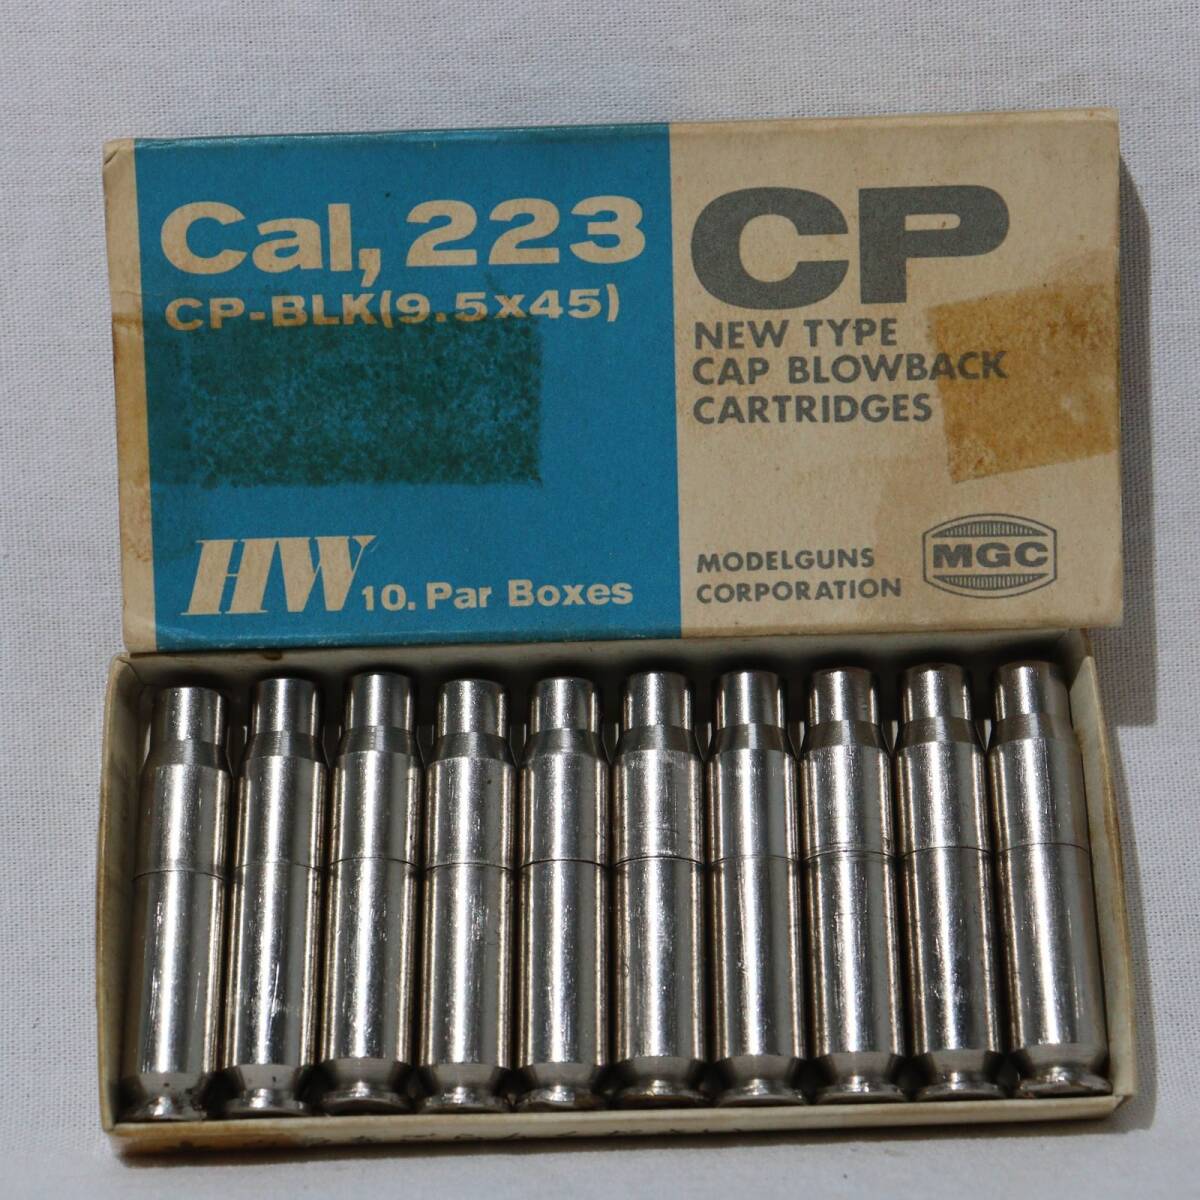 Cal, 223
CP-BLK(9.5x45)
HW 10. Par Boxes
CP
NEW TYPE
CAP BLOWBACK
CARTRIDGES
MODELGUNS
CORPORATION
MGC